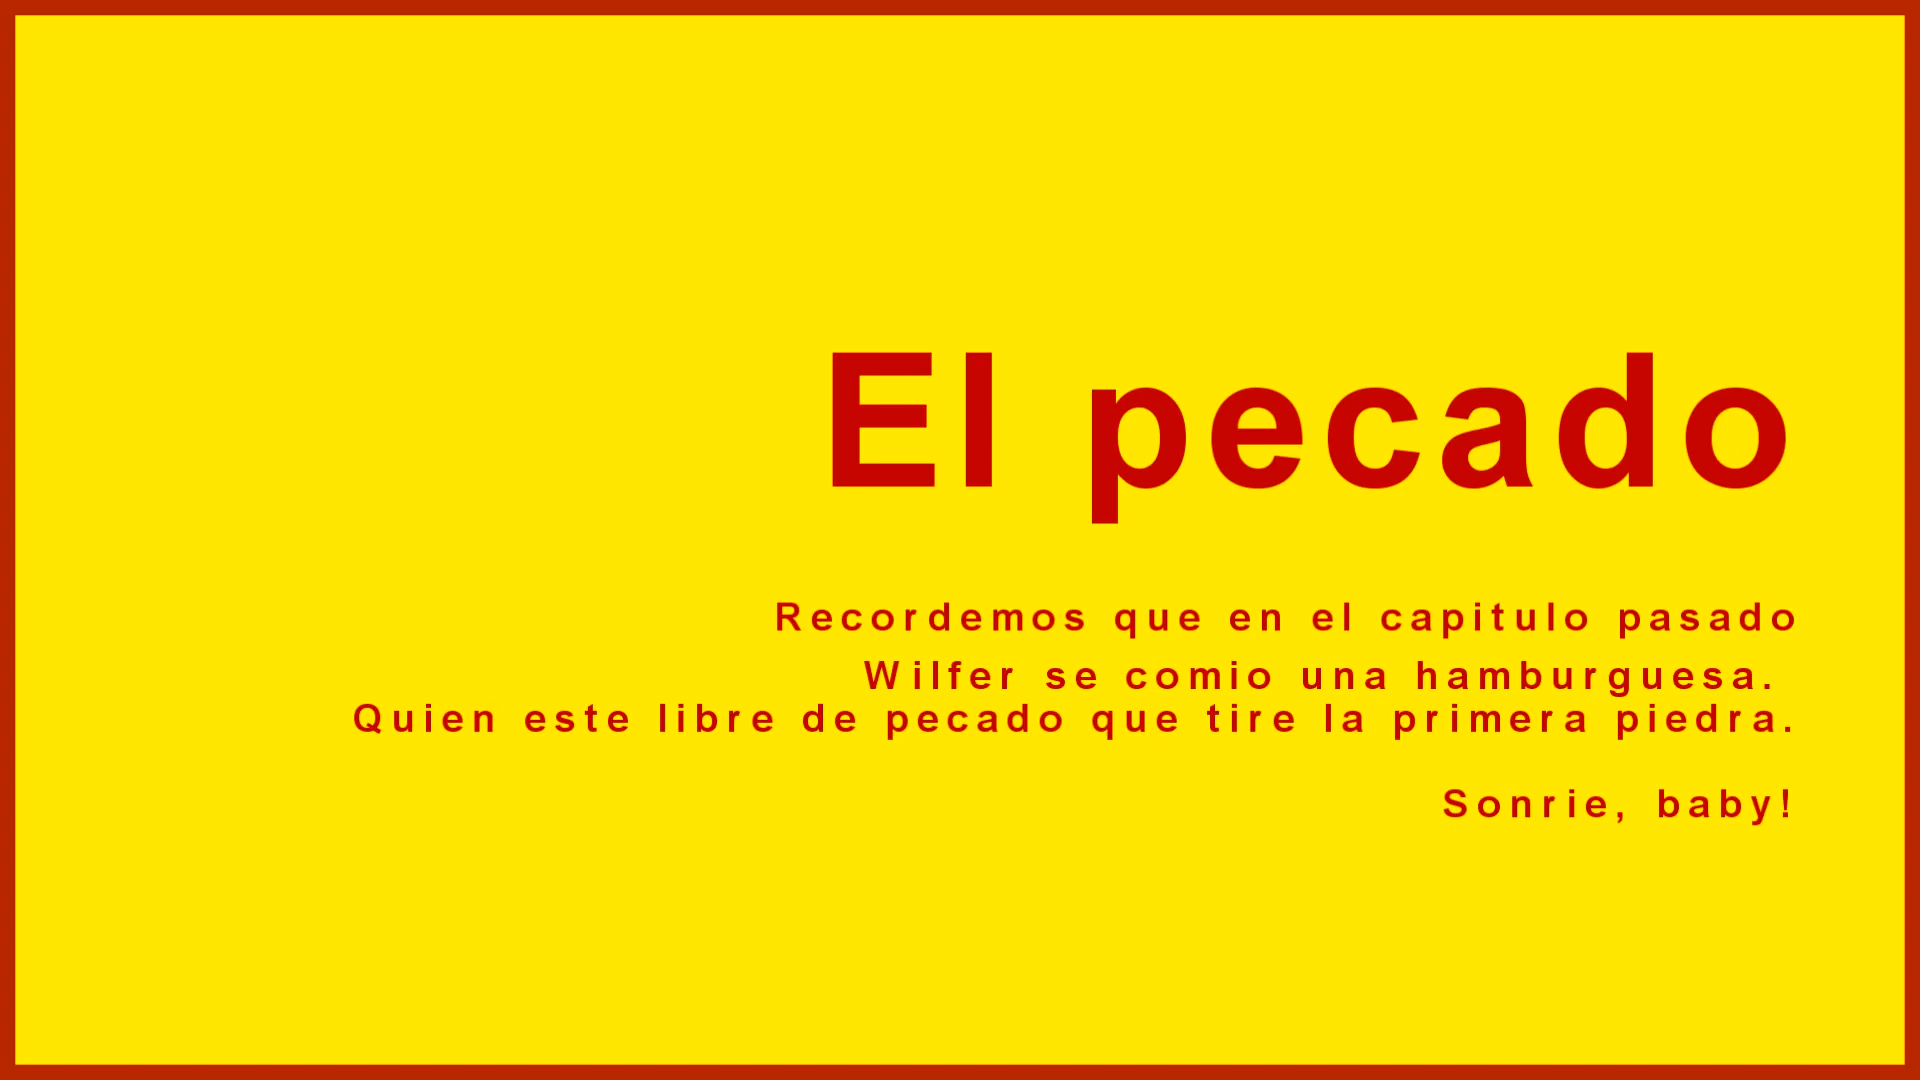 El pecado
Recordemos que en el capitulo pasado
Wilfer se comio una hamburguesa.
Quien este libre de pecado que tire la primera piedra.
Sonrie, baby!